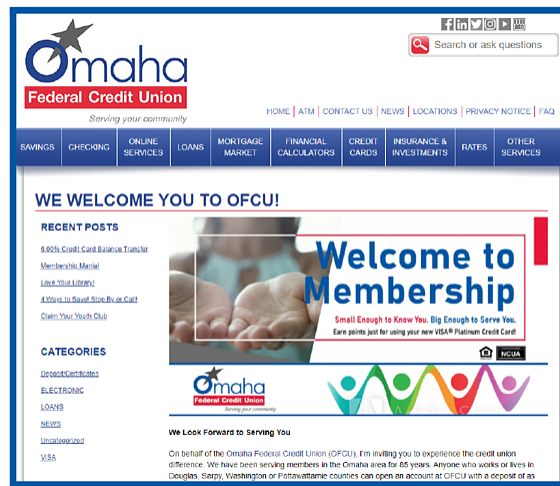 Omaha
Federal Credit Union
Serving your community
Search or ask questions
HOME | ATM | CONTACT US | NEWS | LOCATIONS | PRIVACY NOTICE | FAQ
SAVINGS
CHECKING
ONLINE SERVICES
LOANS
MORTGAGE MARKET
FINANCIAL CALCULATORS
CREDIT CARDS
INSURANCE & INVESTMENTS
RATES
OTHER SERVICES
WE WELCOME YOU TO OFCU!
RECENT POSTS
6.00% Credit Card Balance Transfer
Membership Mania!
Love Your Library!
4 Ways to Save! Stop By or Call!
Claim Your Youth Club
CATEGORIES
Deposit/Certificates
ELECTRONIC
LOANS
NEWS
Uncategorized
VISA
Welcome to
Membership
Small Enough to Know You. Big Enough to Serve You.
Earn points just for using your new VISA® Platinum Credit Card!
NCUA
Omaha
Federal Credit Union
Serving your community
We Look Forward to Serving You
On behalf of the Omaha Federal Credit Union (OFCU), I'm inviting you to experience the credit union
difference. We have been serving members in the Omaha area for 85 years. Anyone who works or lives in
Douglas, Sarpy, Washington or Pottawattamie counties can open an account at OFCU with a deposit of as